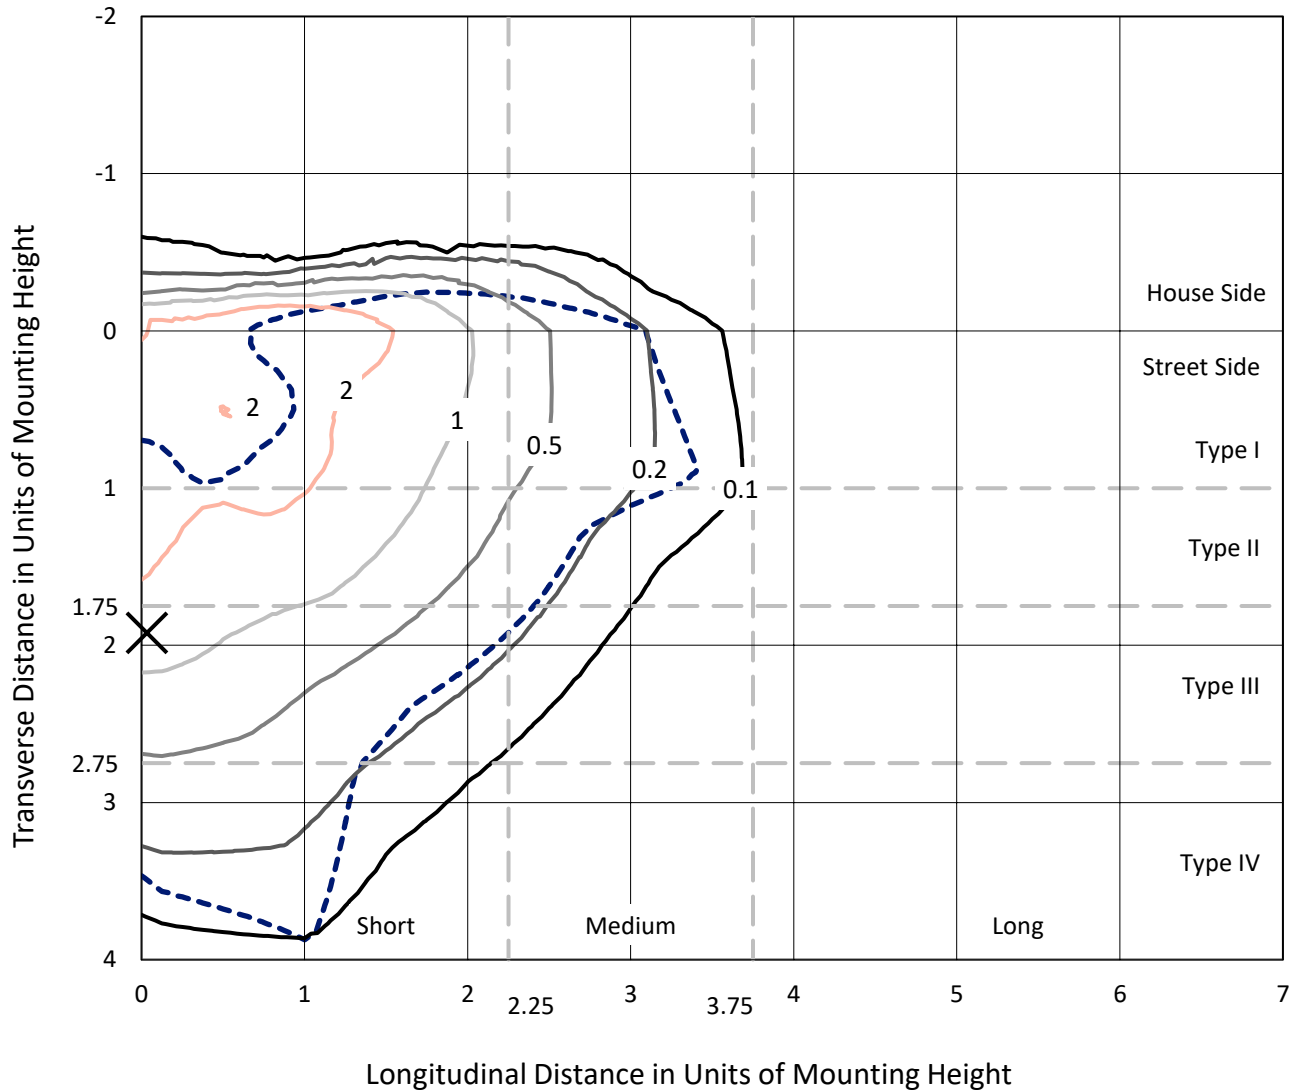 -2
-1
0
1
1.75
2
2.75
3
4
Transverse Distance in Units of Mounting Height
House Side
Street Side
Type I
Type II
Type III
Type IV
2
2
1
0.5
0.2
0.1
Short
Medium
Long
0
1
2
2.25
3
3.75
4
5
6
7
Longitudinal Distance in Units of Mounting Height